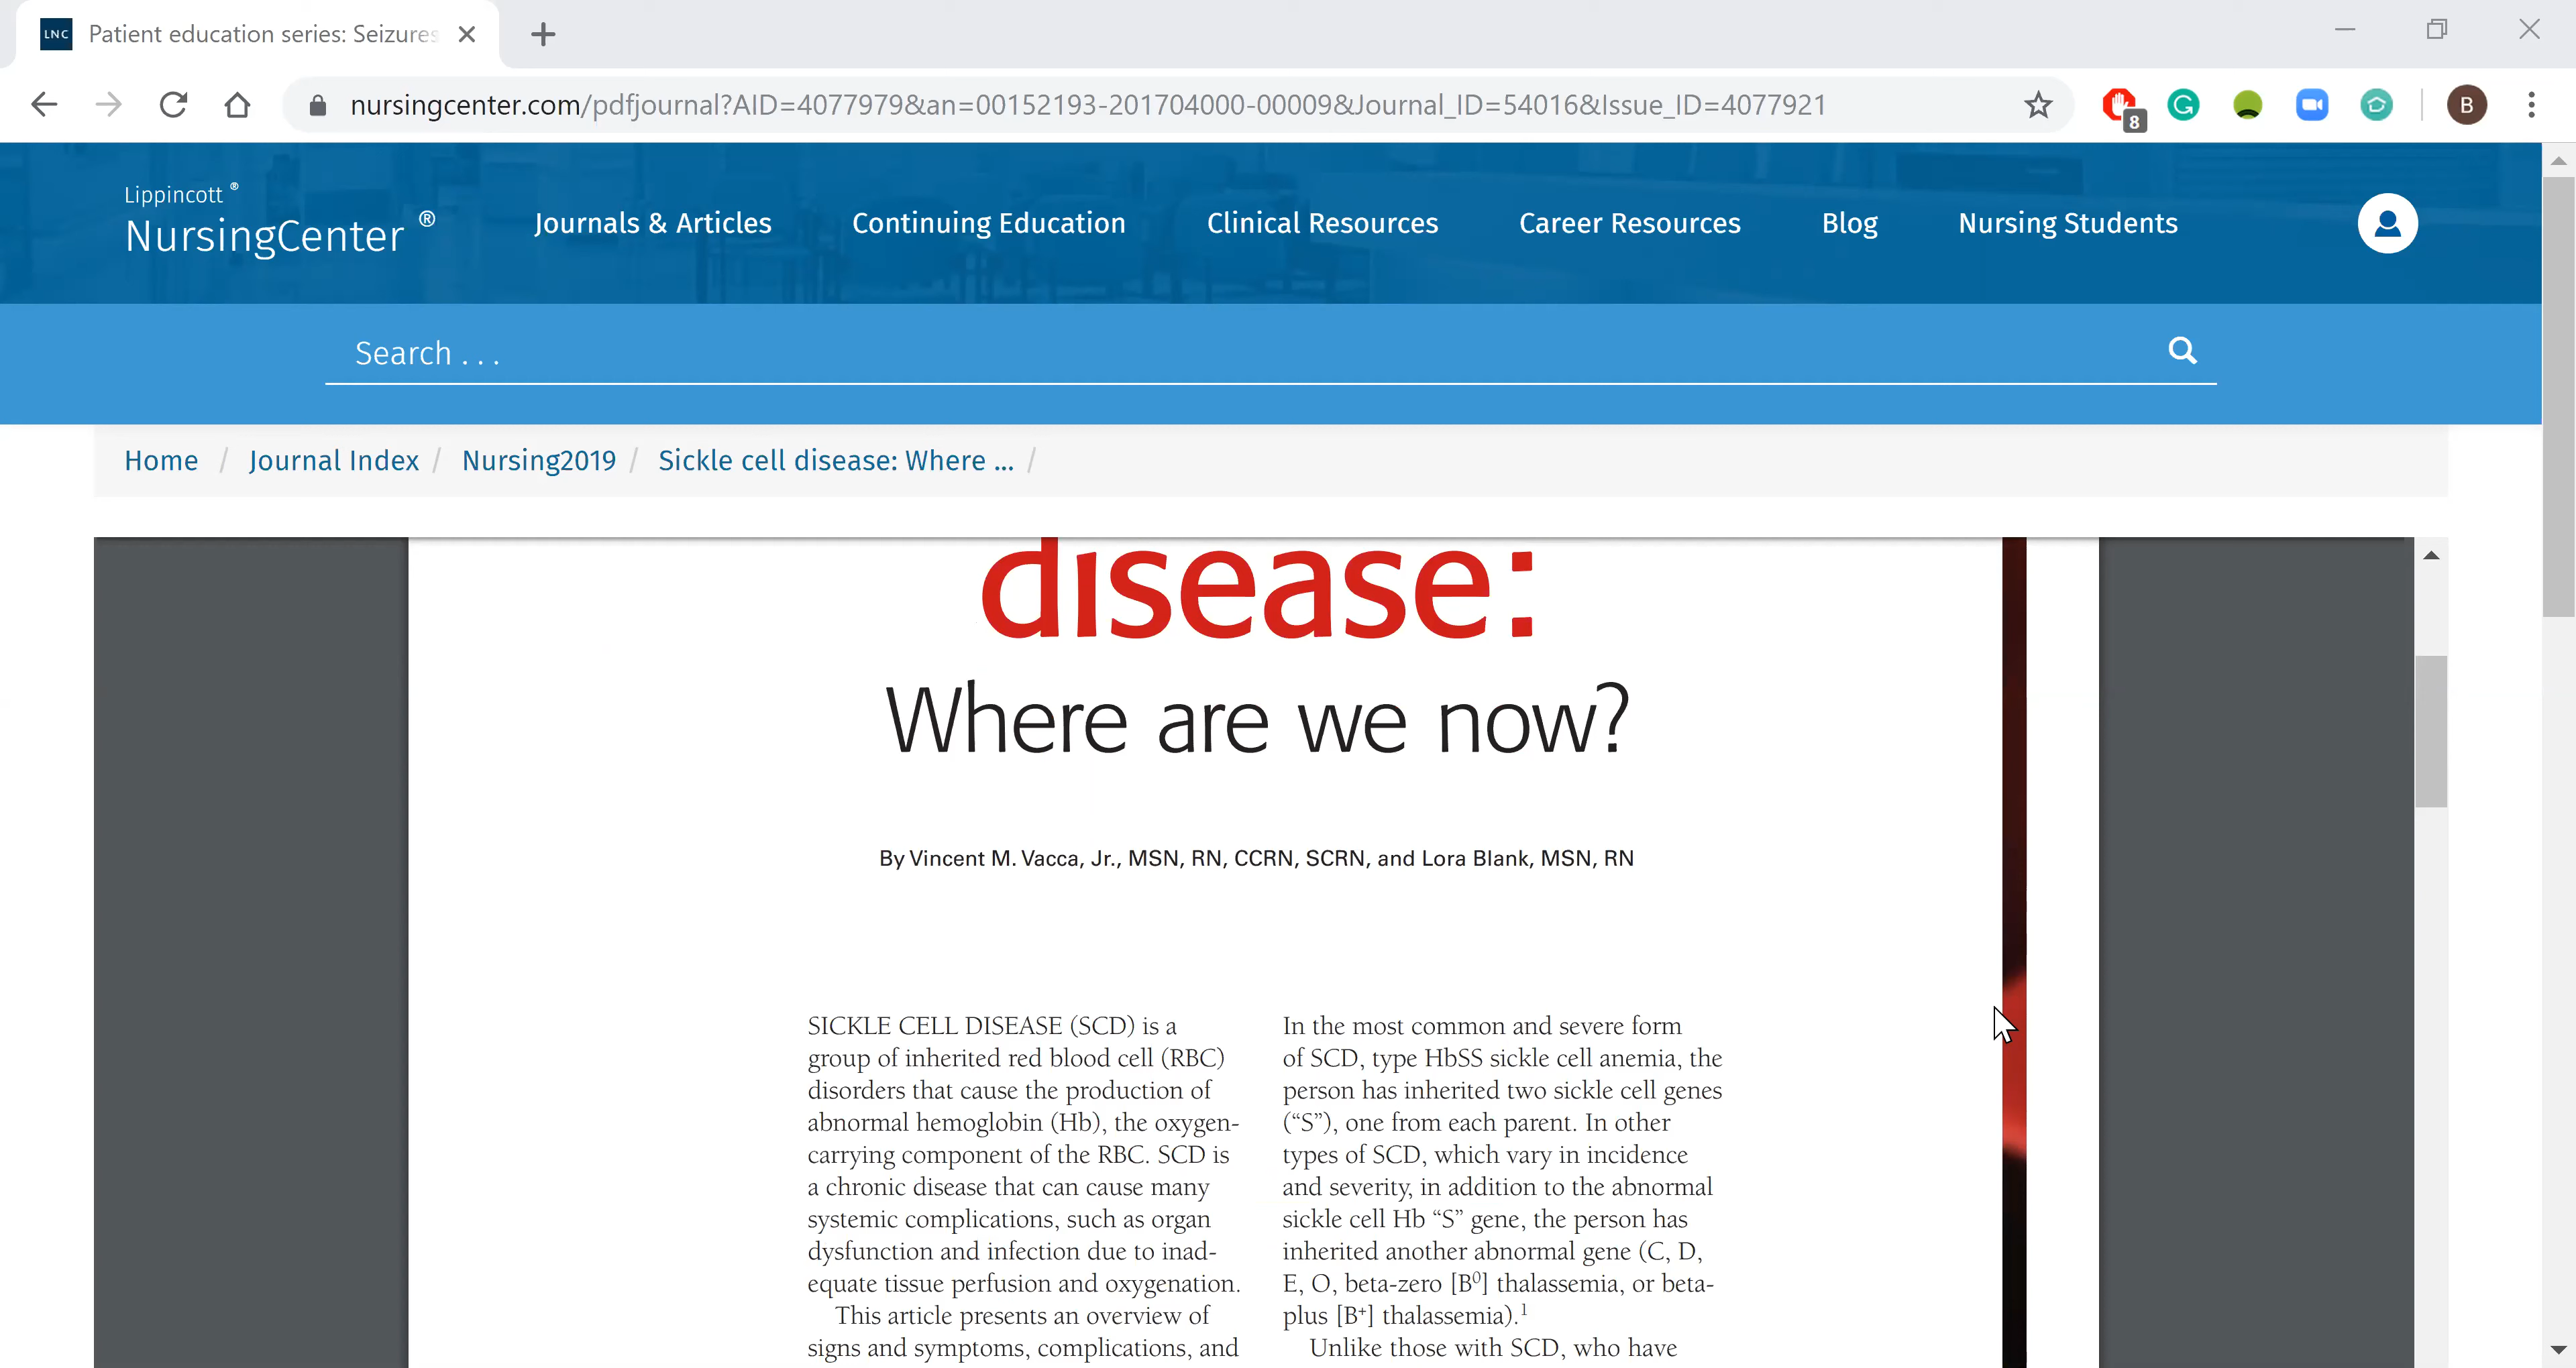 LNC Patient education series: Seizures
nursingcenter.com/pdfjournal?AID=4077979&an=00152193-201704000-00009&Journal_ID=54016&Issue_ID=4077921
8
G
B
Lippincott ®
NursingCenter ®
Journals & Articles
Continuing Education
Clinical Resources
Career Resources
Blog
Nursing Students
Search . . .
Home / Journal Index / Nursing2019 / Sickle cell disease: Where ... /
disease:
Where are we now?
By Vincent M. Vacca, Jr., MSN, RN, CCRN, SCRN, and Lora Blank, MSN, RN
SICKLE CELL DISEASE (SCD) is a
group of inherited red blood cell (RBC)
disorders that cause the production of
abnormal hemoglobin (Hb), the oxygen-
carrying component of the RBC. SCD is
a chronic disease that can cause many
systemic complications, such as organ
dysfunction and infection due to inad-
equate tissue perfusion and oxygenation.
This article presents an overview of
signs and symptoms, complications, and
In the most common and severe form
of SCD, type HbSS sickle cell anemia, the
person has inherited two sickle cell genes
(“S”), one from each parent. In other
types of SCD, which vary in incidence
and severity, in addition to the abnormal
sickle cell Hb “S” gene, the person has
inherited another abnormal gene (C, D,
E, O, beta-zero [B⁰] thalassemia, or beta-
plus [B⁺] thalassemia).¹
Unlike those with SCD, who have